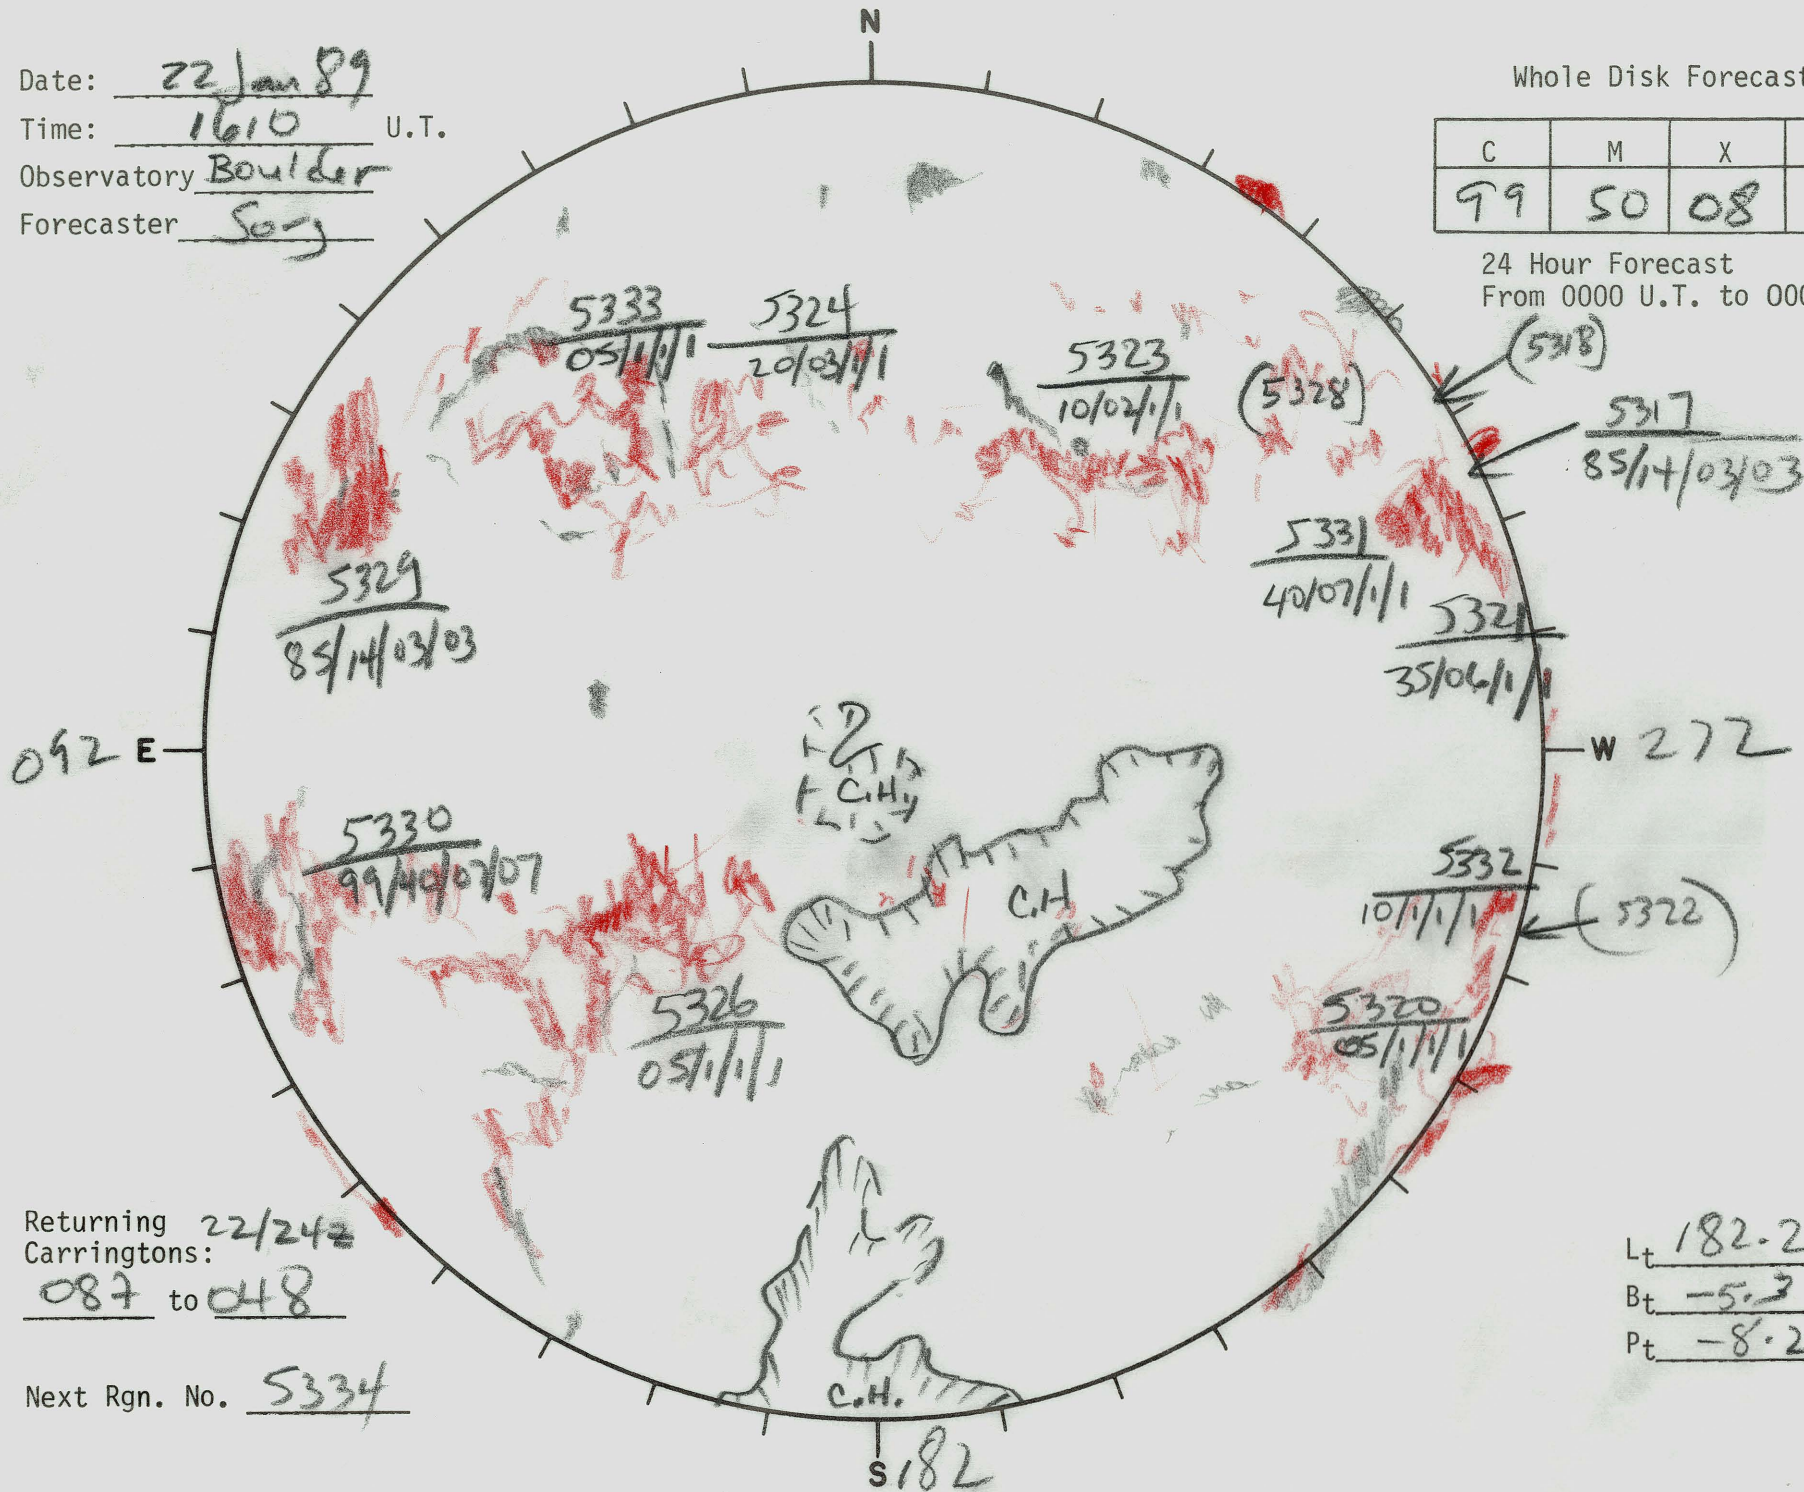 N
Date: 22 Jan 89
Time: 1610 U.T.
Observatory Boulder
Forecaster
Whole Disk Forecast
C M X
99 50 08
24 Hour Forecast
From 0000 U.T. to 000
(5318)
5333
05/1/1/1
5324
20/03/1/1
5323
10/02/1/1
(5328)
5317
85/14/03/03
5331
40/07/1/1
5329
85/14/03/03
5321
35/06/1/1
092 E
W 272
C.H.
5330
99/40/07/07
C.H
5332
10/1/1/1
(5322)
5326
05/1/1/1
5320
05/1/1/1
Returning 22/24z
Carringtons:
087 to 048
Lt 182.2
Bt -5.3
Pt -8.2
Next Rgn. No. 5334
C.H.
S 182